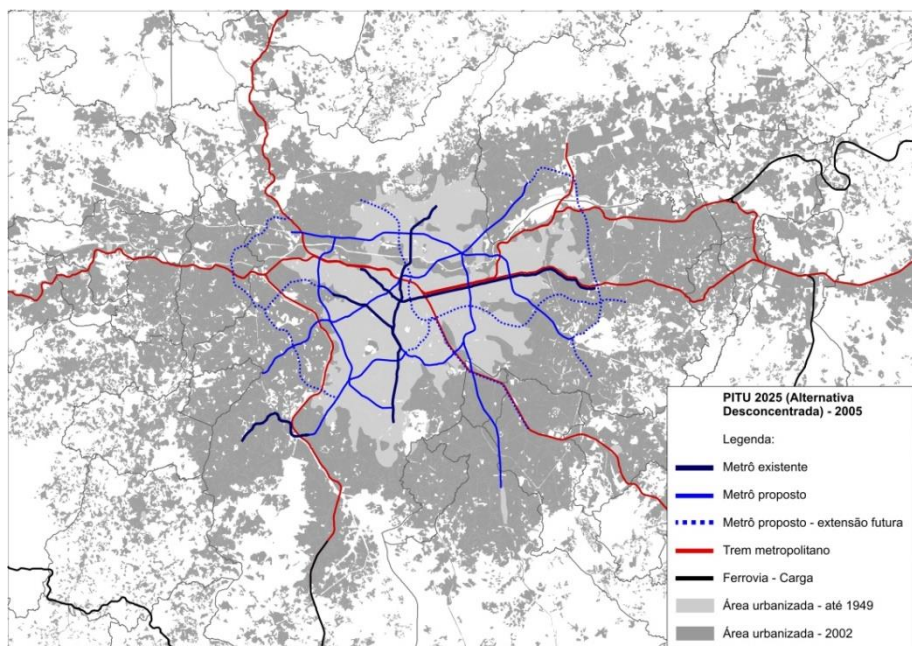 PITU 2025 (Alternativa
Desconcentrada) - 2005
Legenda:
Metrô existente
Metrô proposto
Metrô proposto - extensão futura
Trem metropolitano
Ferrovia - Carga
Área urbanizada - até 1949
Área urbanizada - 2002